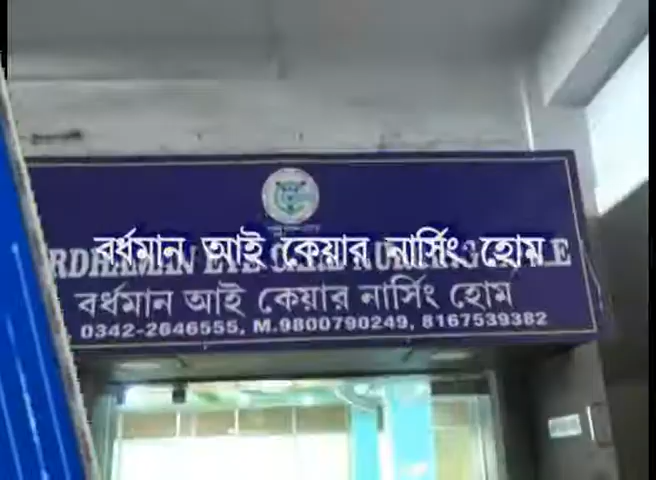 বর্ধমান আই কেয়ার নার্সিং হোম
বর্ধমান আই কেয়ার নার্সিং হোম
0342-2646555, M.9800790249, 8167539382